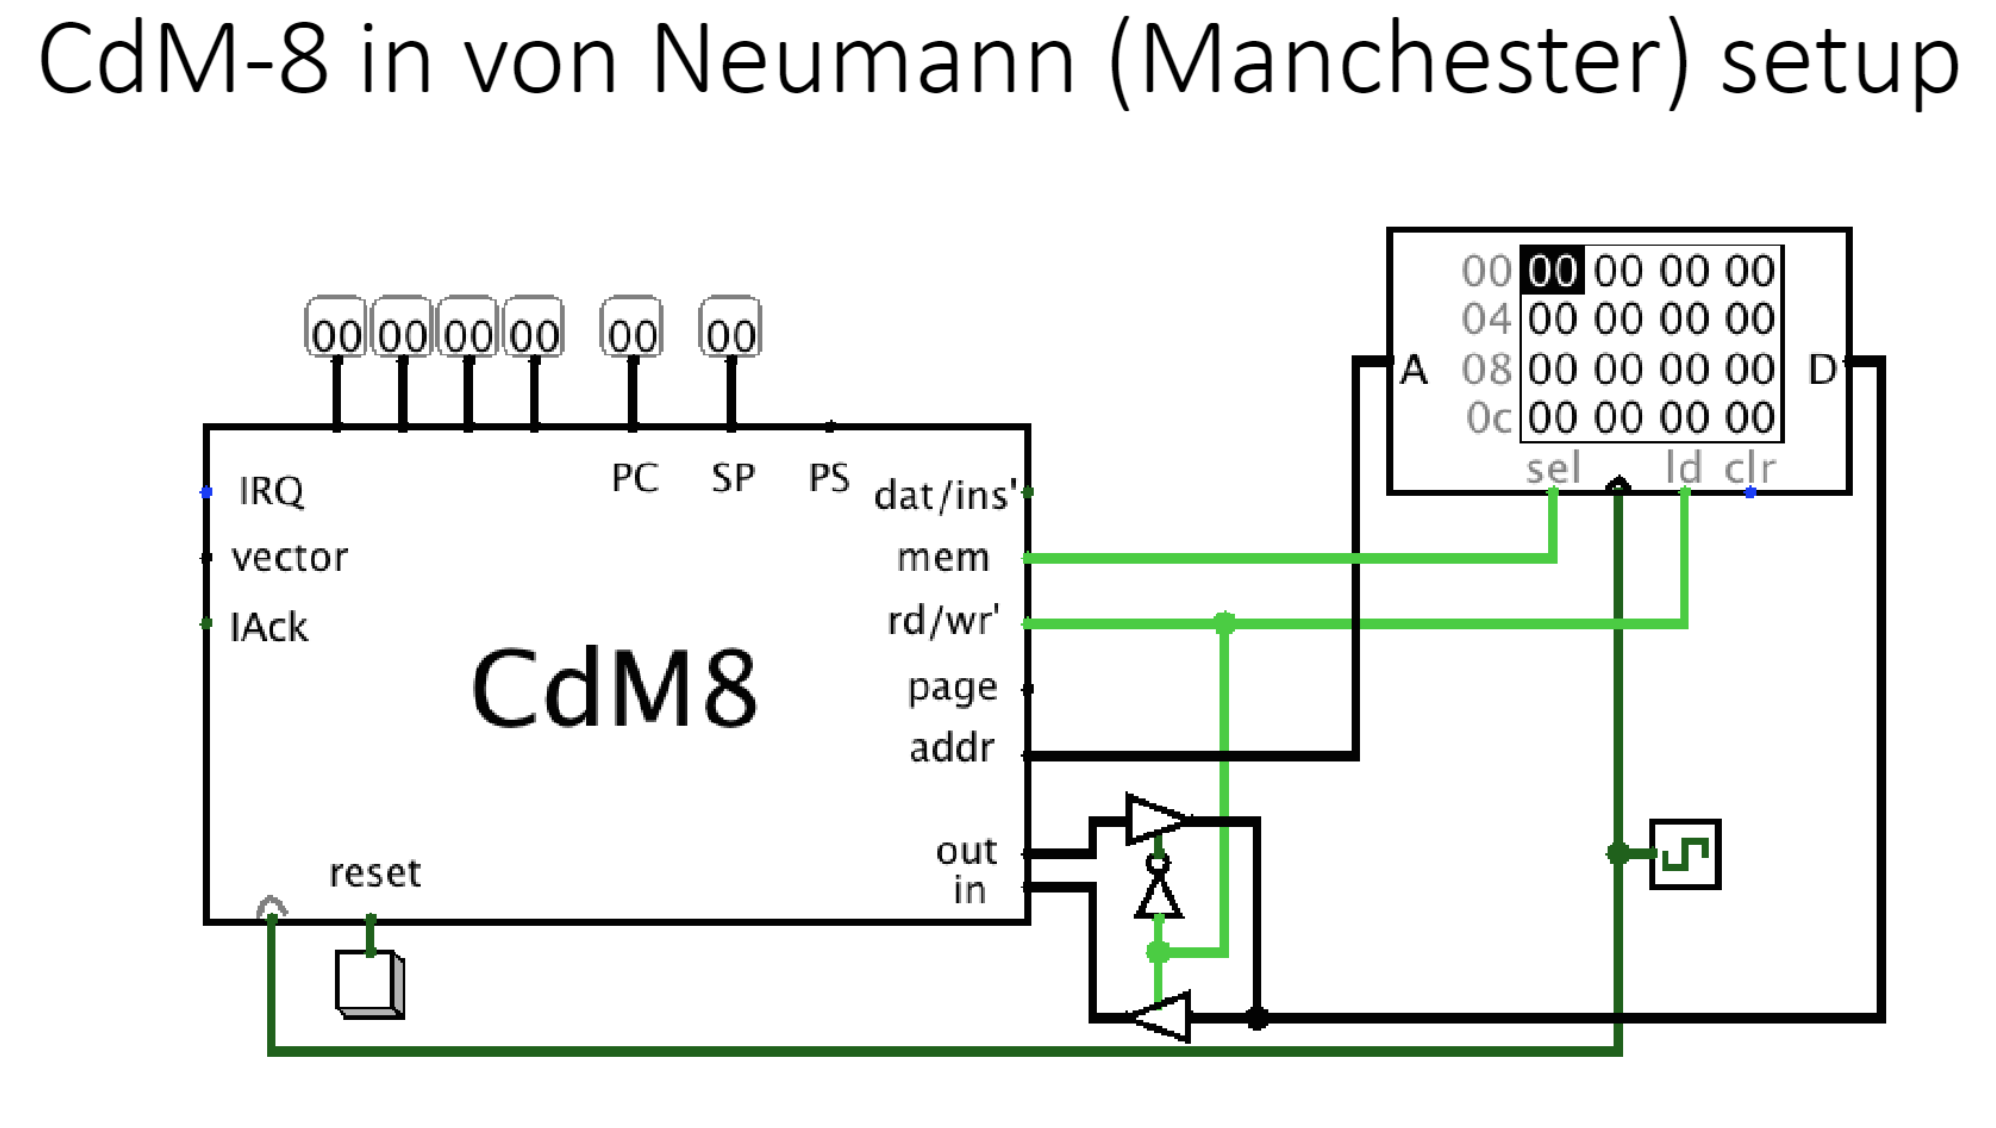 CdM-8 in von Neumann (Manchester) setup
00 00 00 00 00
04 00 00 00 00
08 00 00 00 00
0c 00 00 00 00
A
D
sel ld clr
00 00 00 00 00 00
PC SP PS
IRQ
vector
IAck
dat/ins'
mem
rd/wr'
page
addr
out
in
CdM8
reset